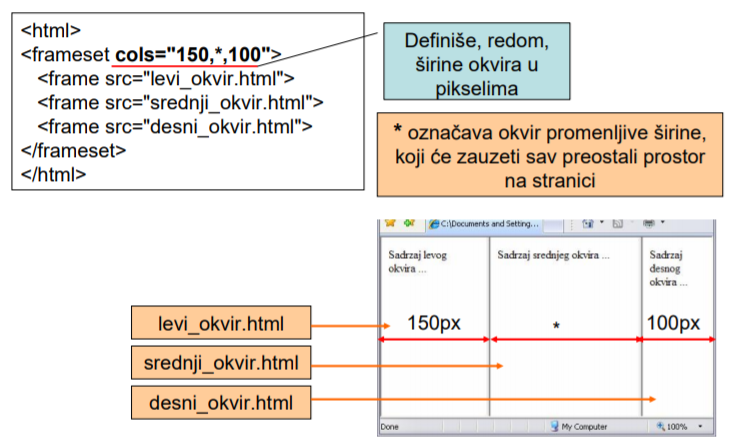 <html>
<frameset cols="150,*,100">
<frame src="levi_okvir.html">
<frame src="srednji_okvir.html">
<frame src="desni_okvir.html">
</frameset>
</html>
Definiše, redom,
širine okvira u
pikselima
* označava okvir promenljive širine,
koji će zauzeti sav preostali prostor
na stranici
C:\Documents and Setting...
Sadrzaj levog
okvira ...
Sadrzaj srednjeg okvira ...
Sadrzaj
desnog
okvira ...
150px
*
100px
levi_okvir.html
srednji_okvir.html
desni_okvir.html
Done
My Computer
100%